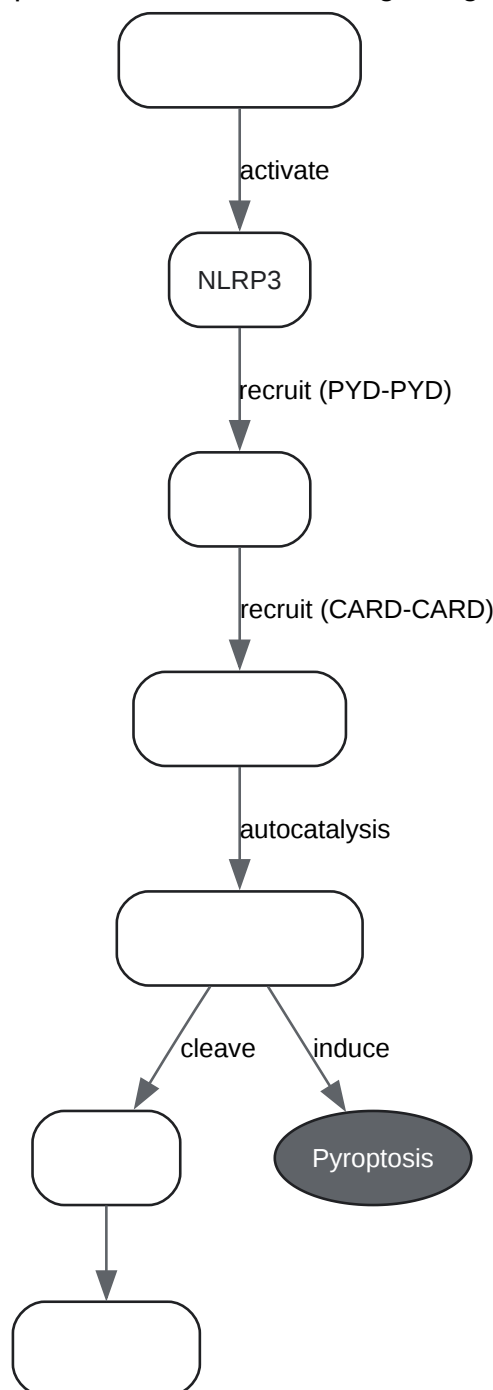 activate
NLRP3
recruit (PYD-PYD)
recruit (CARD-CARD)
autocatalysis
cleave
induce
Pyroptosis